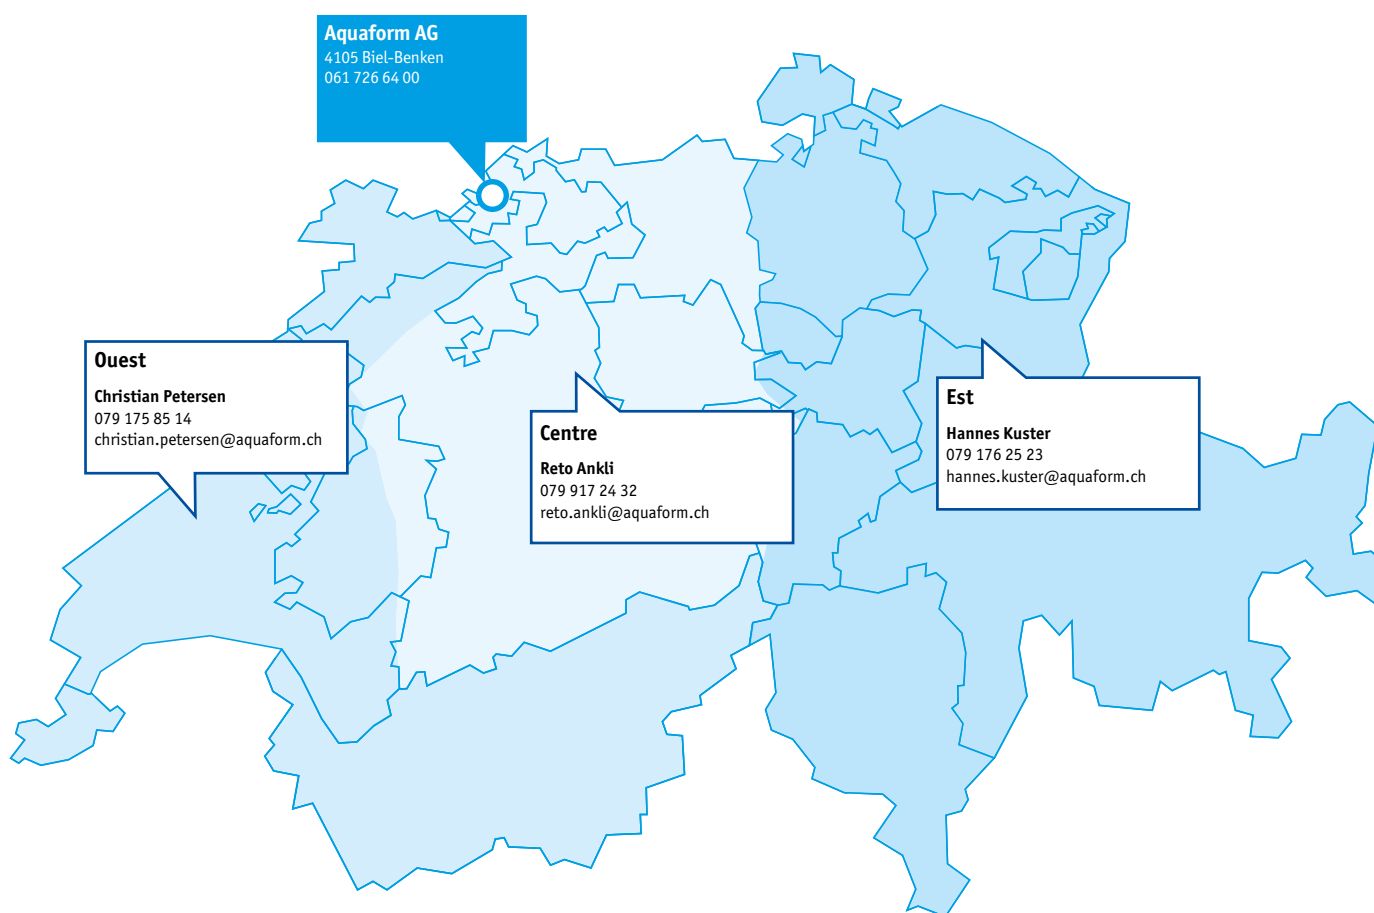 Aquaform AG
4105 Biel-Benken
061 726 64 00
Ouest
Christian Petersen
079 175 85 14
christian.petersen@aquaform.ch
Centre
Reto Ankli
079 917 24 32
reto.ankli@aquaform.ch
Est
Hannes Kuster
079 176 25 23
hannes.kuster@aquaform.ch